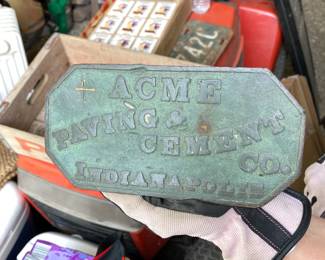 ACME
PAVING &
CEMENT
CO.
INDIANAPOLIS